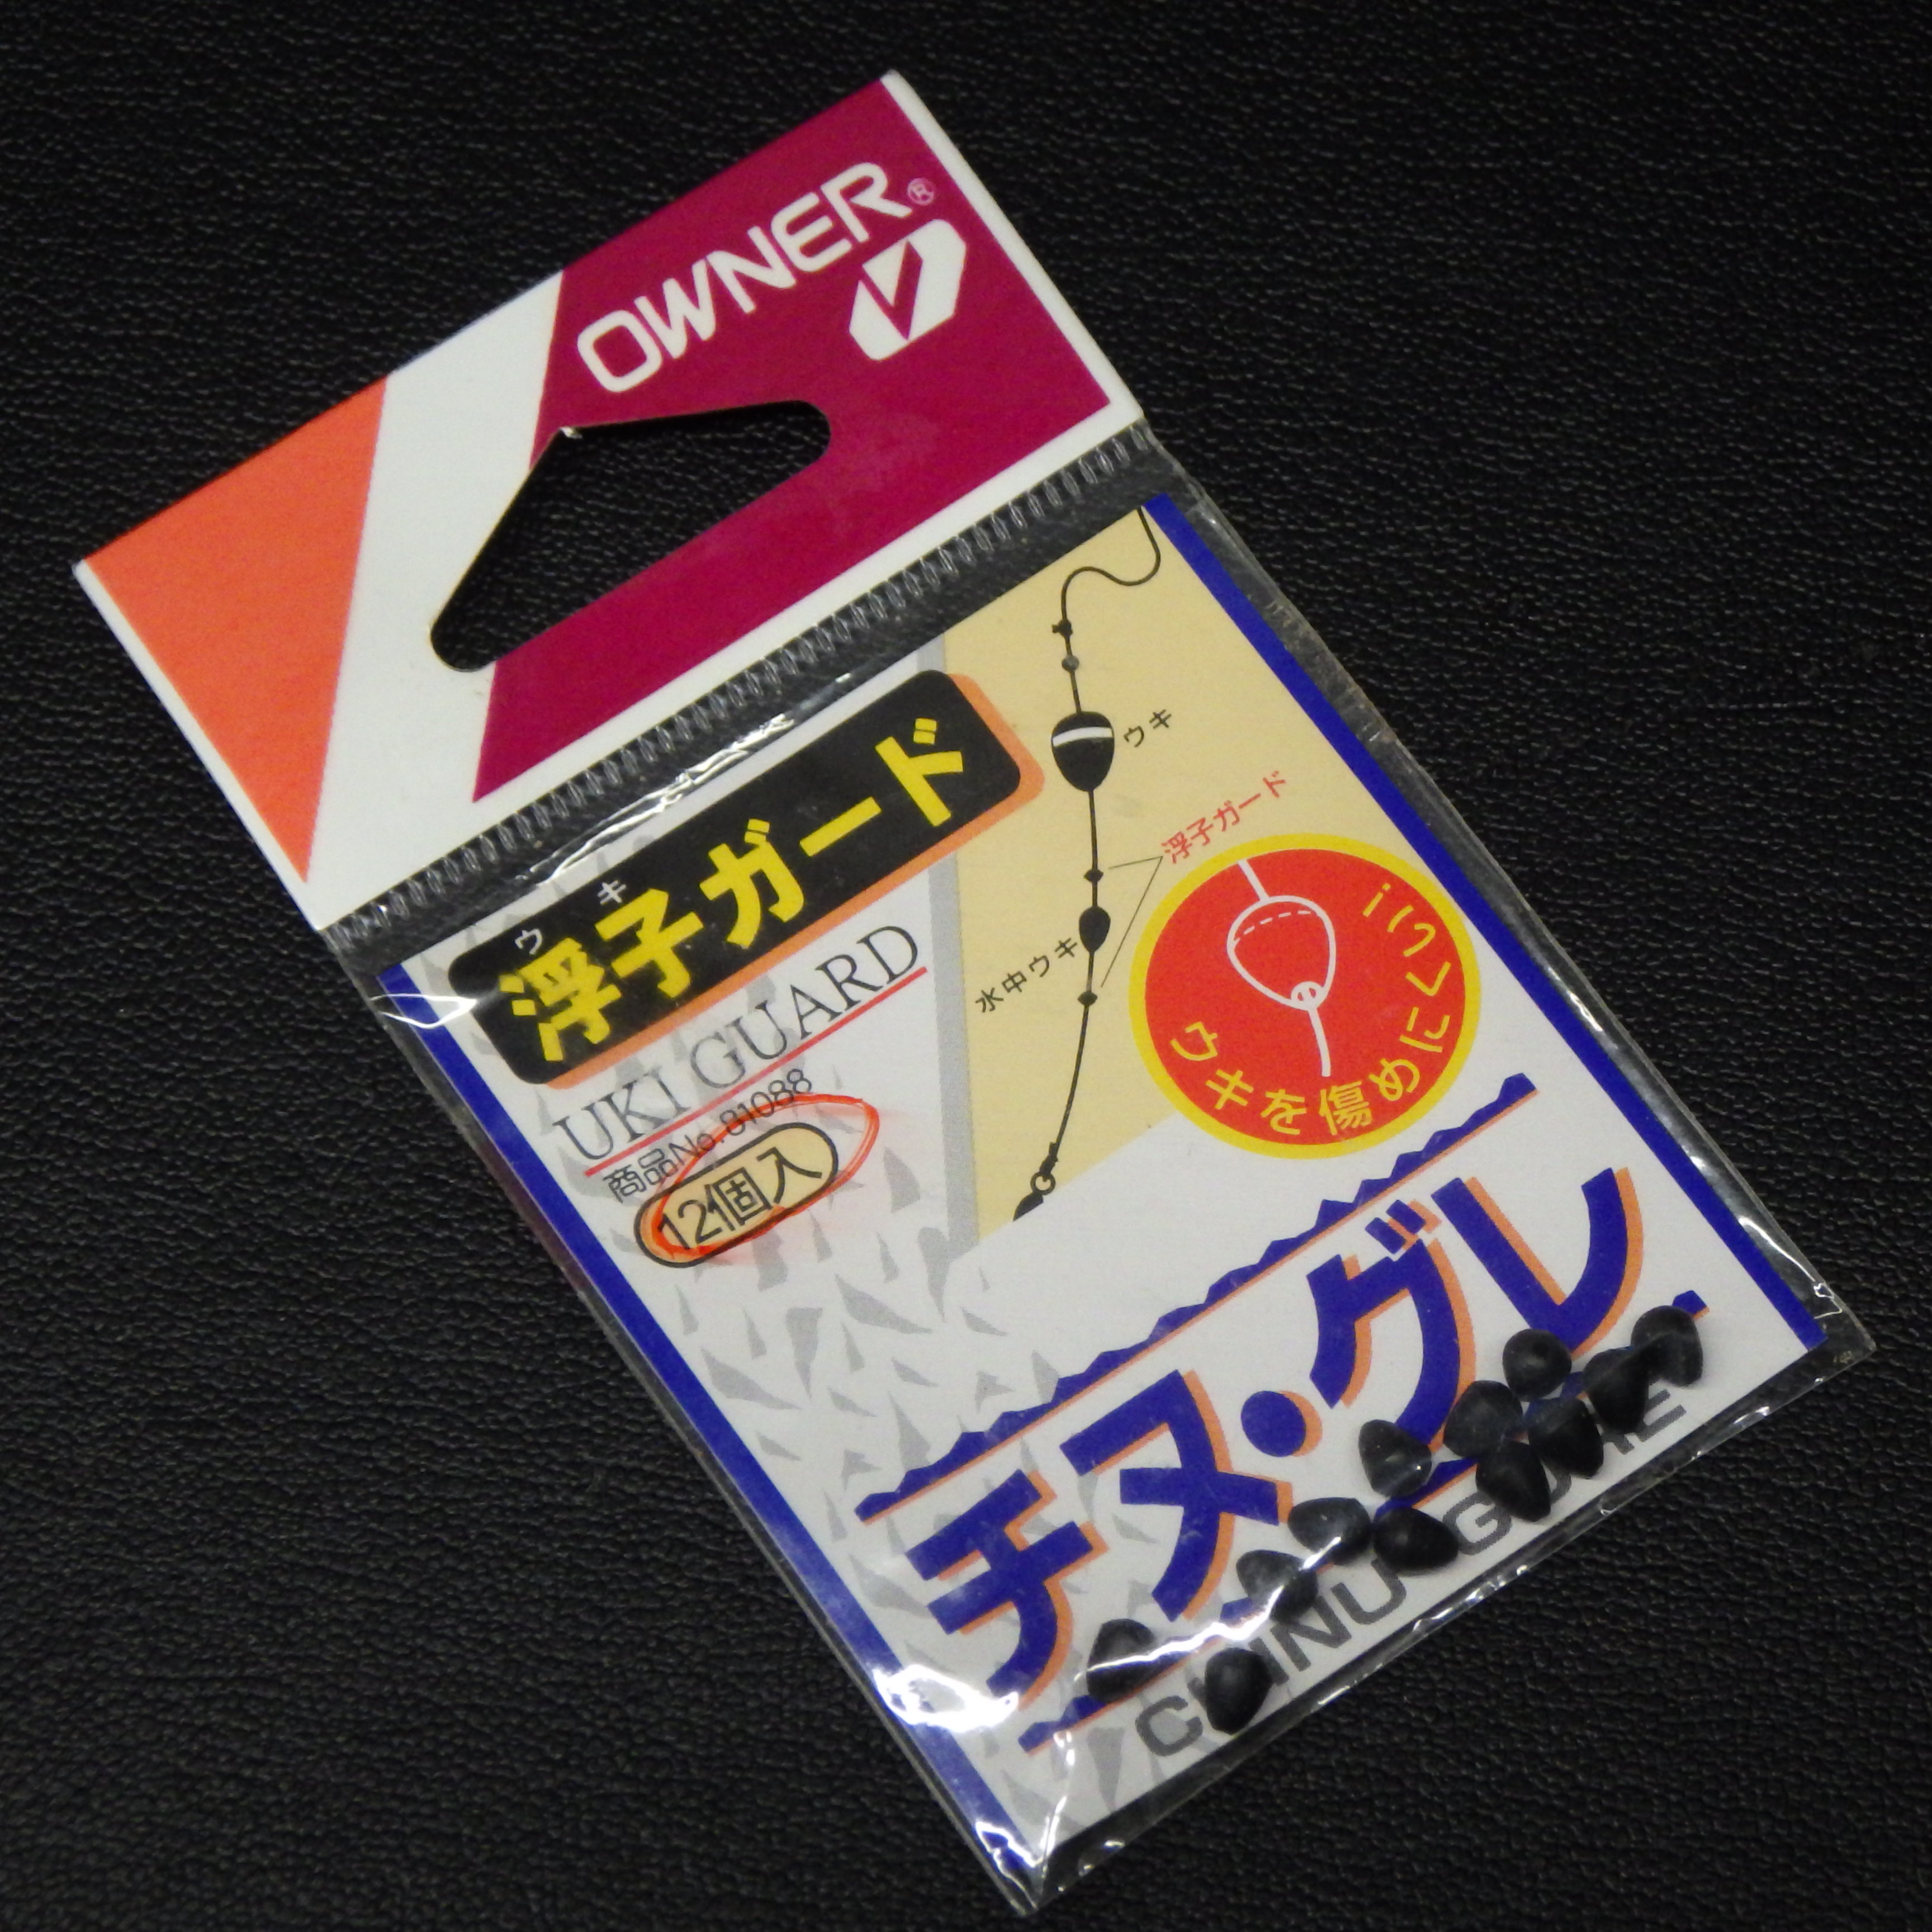 OWNER®
ウキ
浮子ガード
UKI GUARD
商品No.81088
12個入
ウキ
浮子ガード
水中ウキ
ウキを傷めにくい!
チヌ・グレ
CHINU GURE